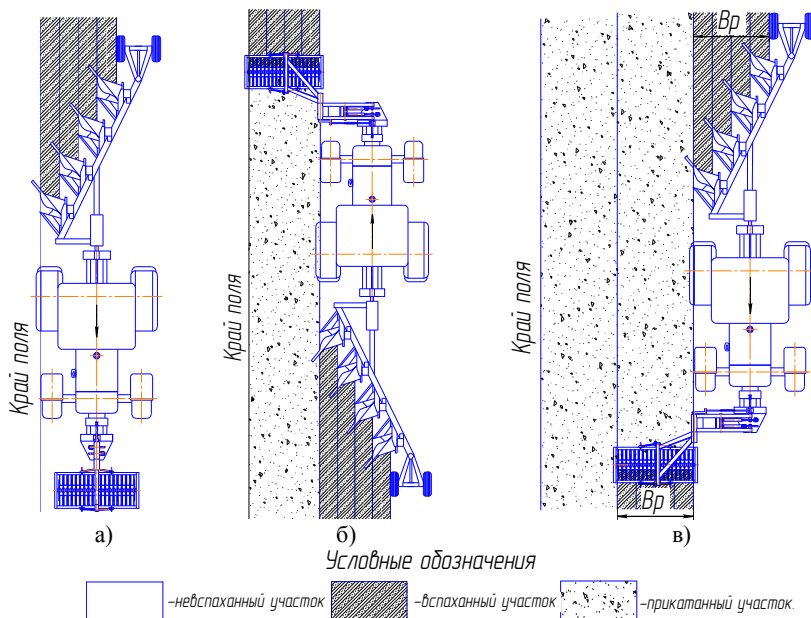 Край поля
Край поля
Край поля
Вр
Вр
а)
б)
в)
Условные обозначения
-невспаханный участок
-вспаханный участок
-прикатанный участок.